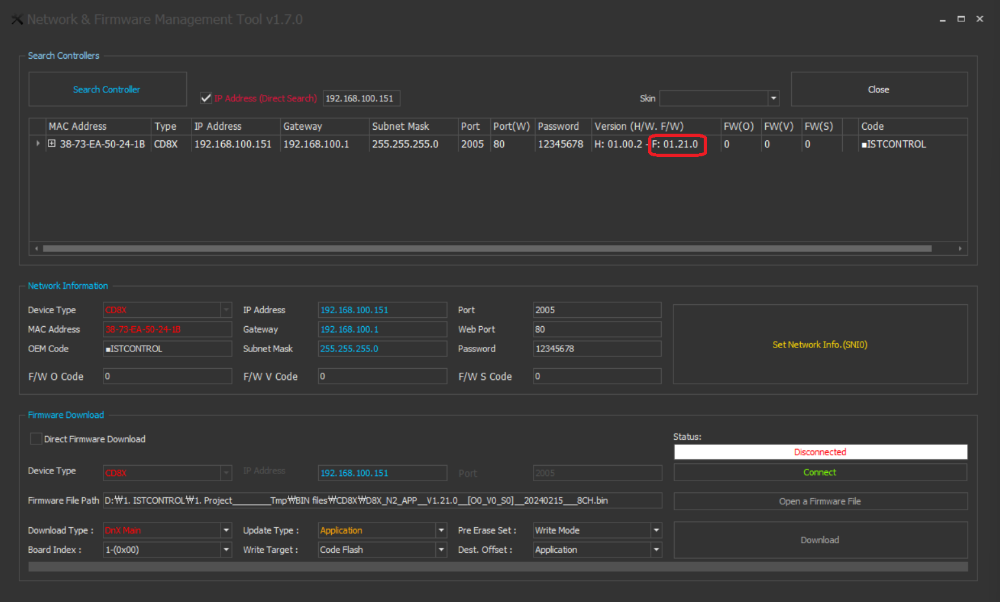 Network & Firmware Management Tool v1.7.0
Search Controllers
Search Controller
IP Address (Direct Search) 192.168.100.151
Skin
Close
MAC Address Type IP Address Gateway Subnet Mask Port Port(W) Password Version (H/W. F/W) FW(O) FW(V) FW(S) Code
38-73-EA-50-24-1B CD8X 192.168.100.151 192.168.100.1 255.255.255.0 2005 80 12345678 H: 01.00.2 - F: 01.21.0 0 0 0 ■ISTCONTROL
Network Information
Device Type CD8X IP Address 192.168.100.151 Port 2005
MAC Address 38-73-EA-50-24-1B Gateway 192.168.100.1 Web Port 80
OEM Code ■ISTCONTROL Subnet Mask 255.255.255.0 Password 12345678
F/W O Code 0 F/W V Code 0 F/W S Code 0
Set Network Info.(SNI0)
Firmware Download
Direct Firmware Download
Status:
Disconnected
Device Type CD8X IP Address 192.168.100.151 Port 2005
Connect
Firmware File Path D:₩1. ISTCONTROL₩1. Project________Tmp₩BIN files₩CD8X₩D8X_N2_APP__V1.21.0__[O0_V0_S0]__20240215___8CH.bin
Open a Firmware File
Download Type : DnX Main Update Type : Application Pre Erase Set : Write Mode
Board Index : 1-(0x00) Write Target : Code Flash Dest. Offset : Application
Download